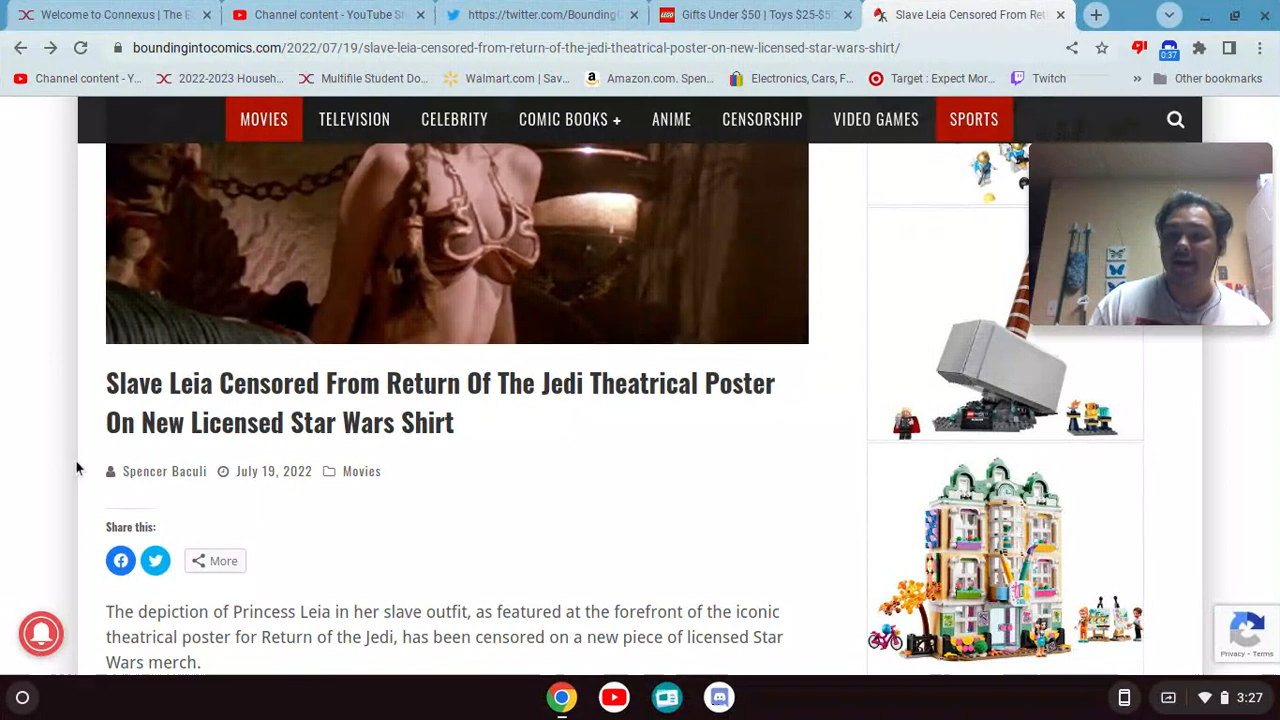 Welcome to Connexus | The E
Channel content - YouTube St
https://twitter.com/BoundingC
Gifts Under $50 | Toys $25-$5
Slave Leia Censored From Ret
boundingintocomics.com/2022/07/19/slave-leia-censored-from-return-of-the-jedi-theatrical-poster-on-new-licensed-star-wars-shirt/
0:37
Channel content - Y...
2022-2023 Househ...
Multifile Student Do...
Walmart.com | Sav...
Amazon.com. Spen...
Electronics, Cars, F...
Target : Expect Mor...
Twitch
»
Other bookmarks
MOVIES
TELEVISION
CELEBRITY
COMIC BOOKS +
ANIME
CENSORSHIP
VIDEO GAMES
SPORTS
Slave Leia Censored From Return Of The Jedi Theatrical Poster
On New Licensed Star Wars Shirt
Spencer Baculi
July 19, 2022
Movies
Share this:
More
The depiction of Princess Leia in her slave outfit, as featured at the forefront of the iconic
theatrical poster for Return of the Jedi, has been censored on a new piece of licensed Star
Wars merch.
Privacy - Terms
3:27